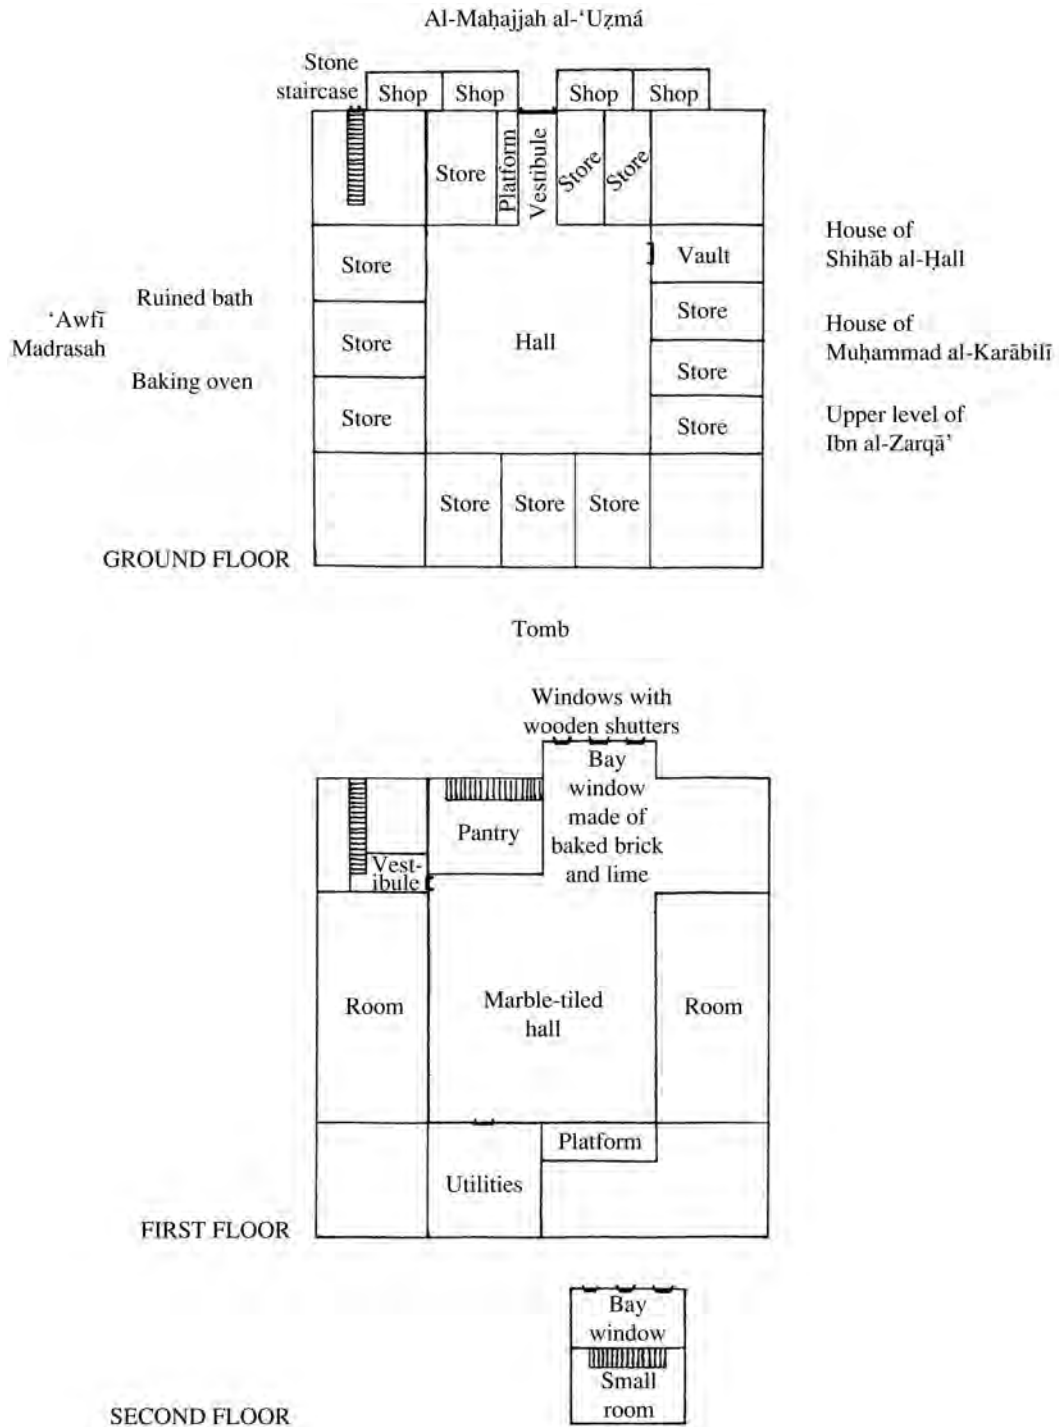 Al-Maḥajjah al-‘Uẓmá
Stone
staircase
Shop
Shop
Shop
Shop
Store
Platform
Vestibule
Store
Store
Store
Vault
House of
Shihāb al-Ḥall
Ruined bath
Store
‘Awfī
Madrasah
Store
Hall
House of
Muḥammad al-Karābilī
Baking oven
Store
Store
Store
Upper level of
Ibn al-Zarqā’
Store
Store
Store
GROUND FLOOR
Tomb
Windows with
wooden shutters
Bay
window
made of
baked brick
and lime
Pantry
Vest-
ibule
Room
Marble-tiled
hall
Room
Platform
Utilities
FIRST FLOOR
Bay
window
Small
room
SECOND FLOOR